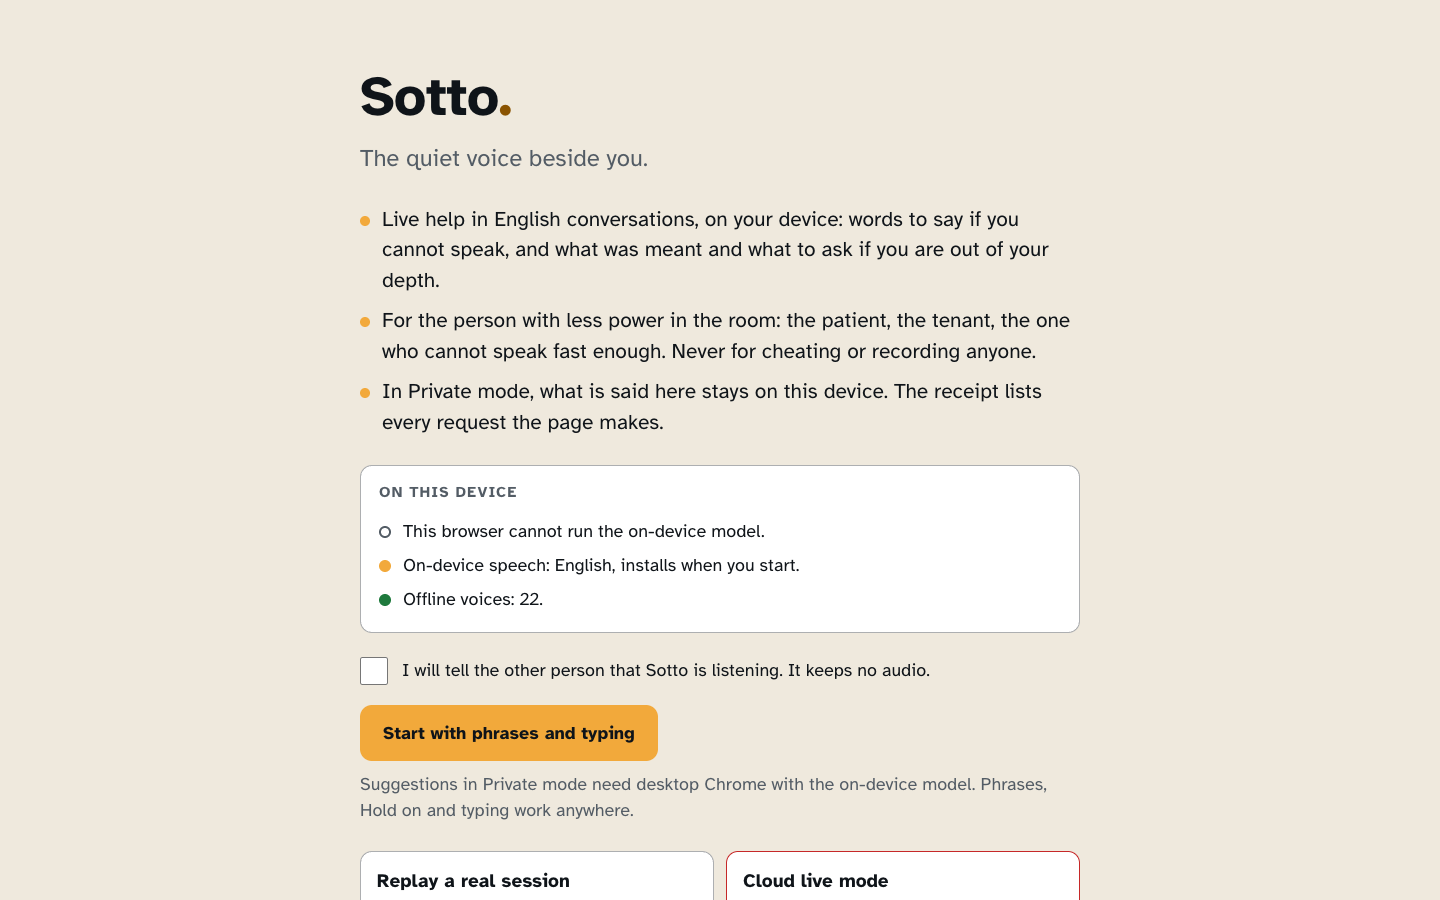 Sotto.
The quiet voice beside you.
Live help in English conversations, on your device: words to say if you
cannot speak, and what was meant and what to ask if you are out of your
depth.
For the person with less power in the room: the patient, the tenant, the one
who cannot speak fast enough. Never for cheating or recording anyone.
In Private mode, what is said here stays on this device. The receipt lists
every request the page makes.
ON THIS DEVICE
This browser cannot run the on-device model.
On-device speech: English, installs when you start.
Offline voices: 22.
I will tell the other person that Sotto is listening. It keeps no audio.
Start with phrases and typing
Suggestions in Private mode need desktop Chrome with the on-device model. Phrases,
Hold on and typing work anywhere.
Replay a real session
Cloud live mode